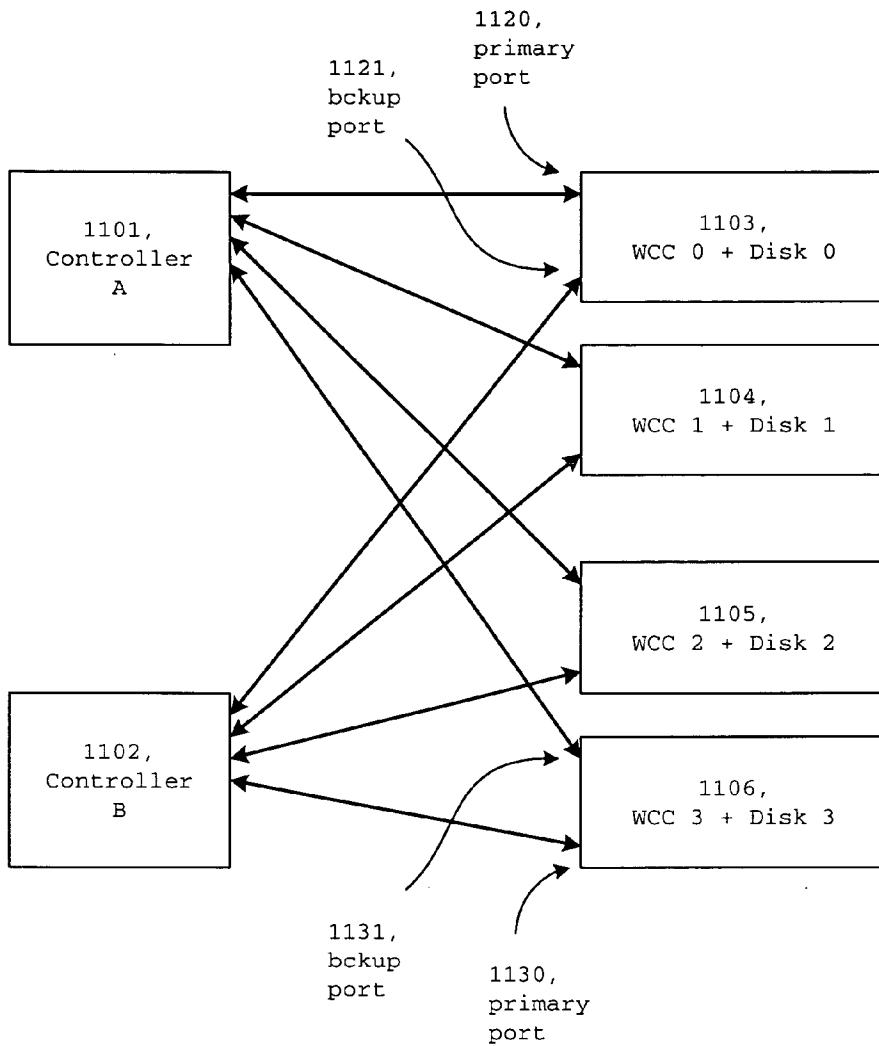 1120,
primary
port
1121,
bckup
port
1101,
Controller
A
1103,
WCC 0 + Disk 0
1104,
WCC 1 + Disk 1
1105,
WCC 2 + Disk 2
1102,
Controller
B
1106,
WCC 3 + Disk 3
1131,
bckup
port
1130,
primary
port